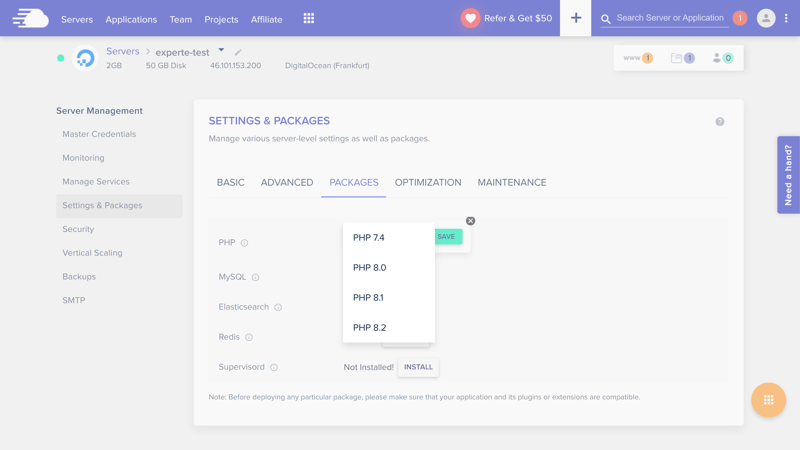 Servers Applications Team Projects Affiliate Refer & Get $50 + Search Server or Application 1
Servers > experte-test
2GB 50 GB Disk 46.101.153.200 DigitalOcean (Frankfurt)
www 1 1 0
Server Management
Master Credentials
Monitoring
Manage Services
Settings & Packages
Security
Vertical Scaling
Backups
SMTP
SETTINGS & PACKAGES
Manage various server-level settings as well as packages.
BASIC ADVANCED PACKAGES OPTIMIZATION MAINTENANCE
PHP
PHP 7.4
PHP 8.0
PHP 8.1
PHP 8.2
SAVE
MySQL
Elasticsearch
Redis
Supervisord Not Installed! INSTALL
Note: Before deploying any particular package, please make sure that your application and its plugins or extensions are compatible.
Need a hand?